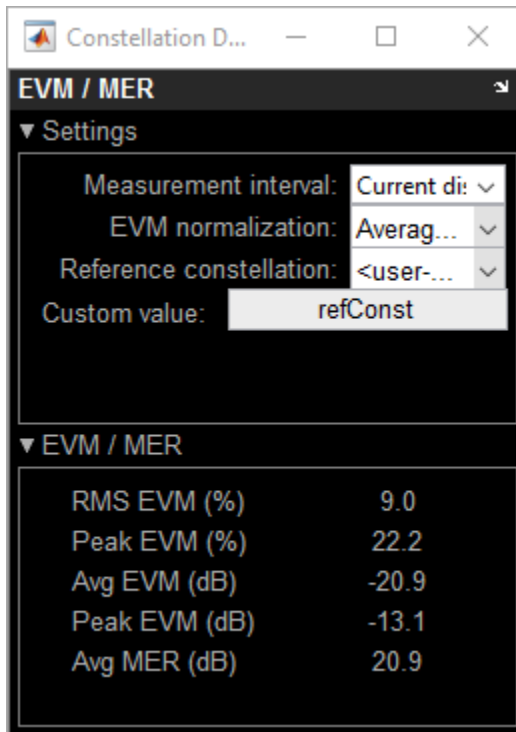 Constellation D...
EVM / MER
▼ Settings
Measurement interval: Current dis
EVM normalization: Averag...
Reference constellation: <user-...
Custom value: refConst
▼ EVM / MER
RMS EVM (%) 9.0
Peak EVM (%) 22.2
Avg EVM (dB) -20.9
Peak EVM (dB) -13.1
Avg MER (dB) 20.9